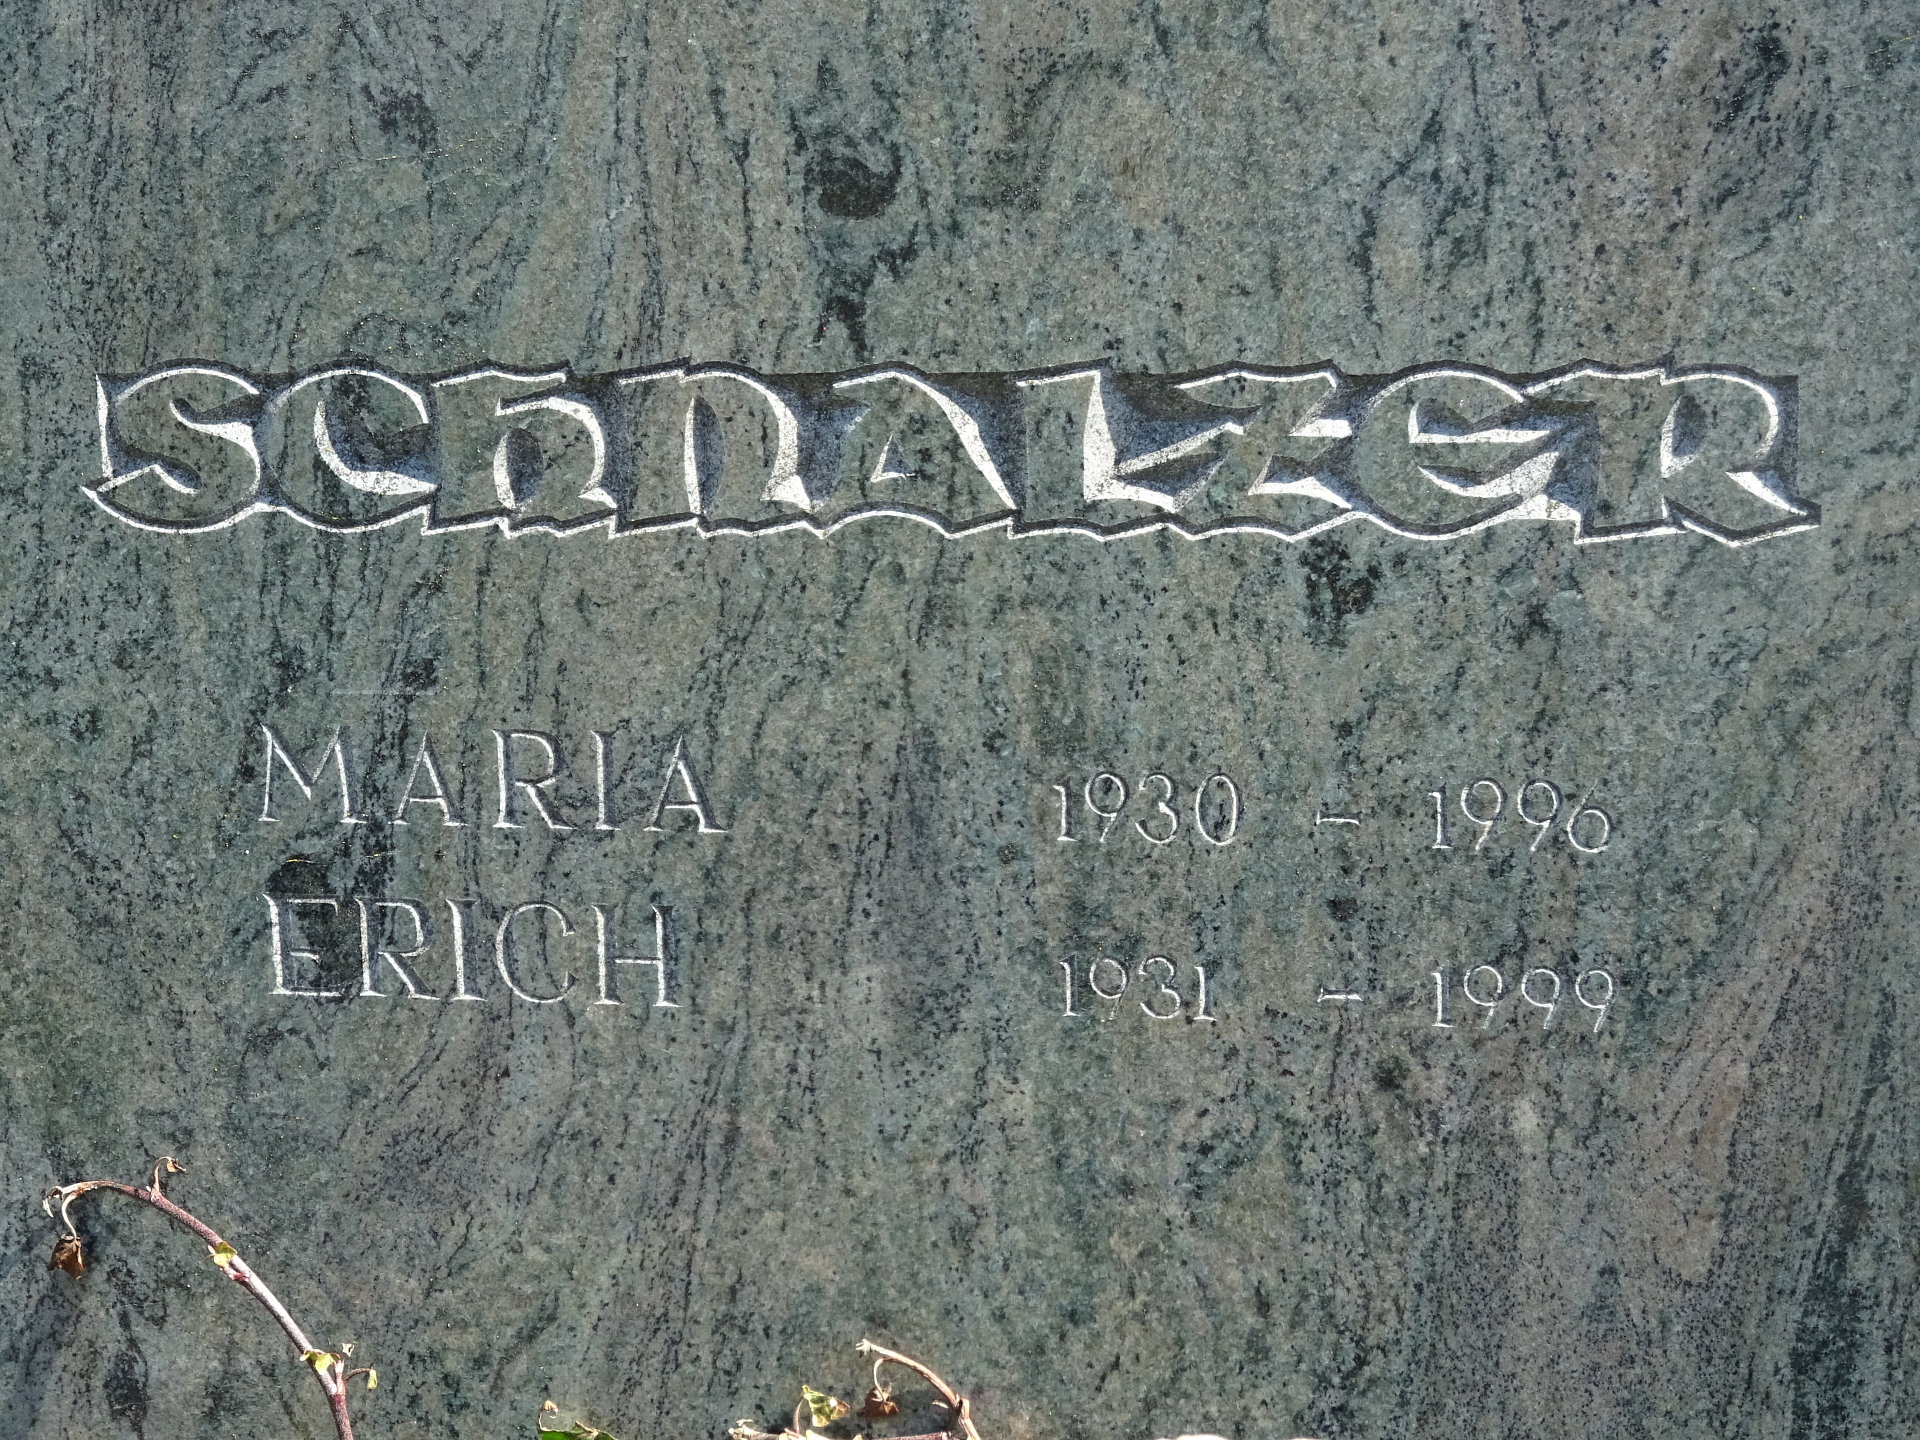 SCHNALZER
MARIA 1930 - 1996
ERICH 1931 - 1999